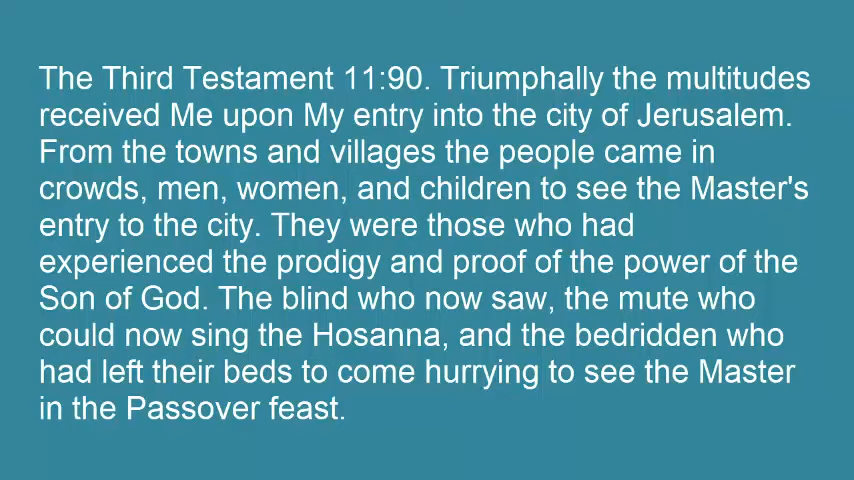 The Third Testament 11:90. Triumphally the multitudes
received Me upon My entry into the city of Jerusalem.
From the towns and villages the people came in
crowds, men, women, and children to see the Master's
entry to the city. They were those who had
experienced the prodigy and proof of the power of the
Son of God. The blind who now saw, the mute who
could now sing the Hosanna, and the bedridden who
had left their beds to come hurrying to see the Master
in the Passover feast.